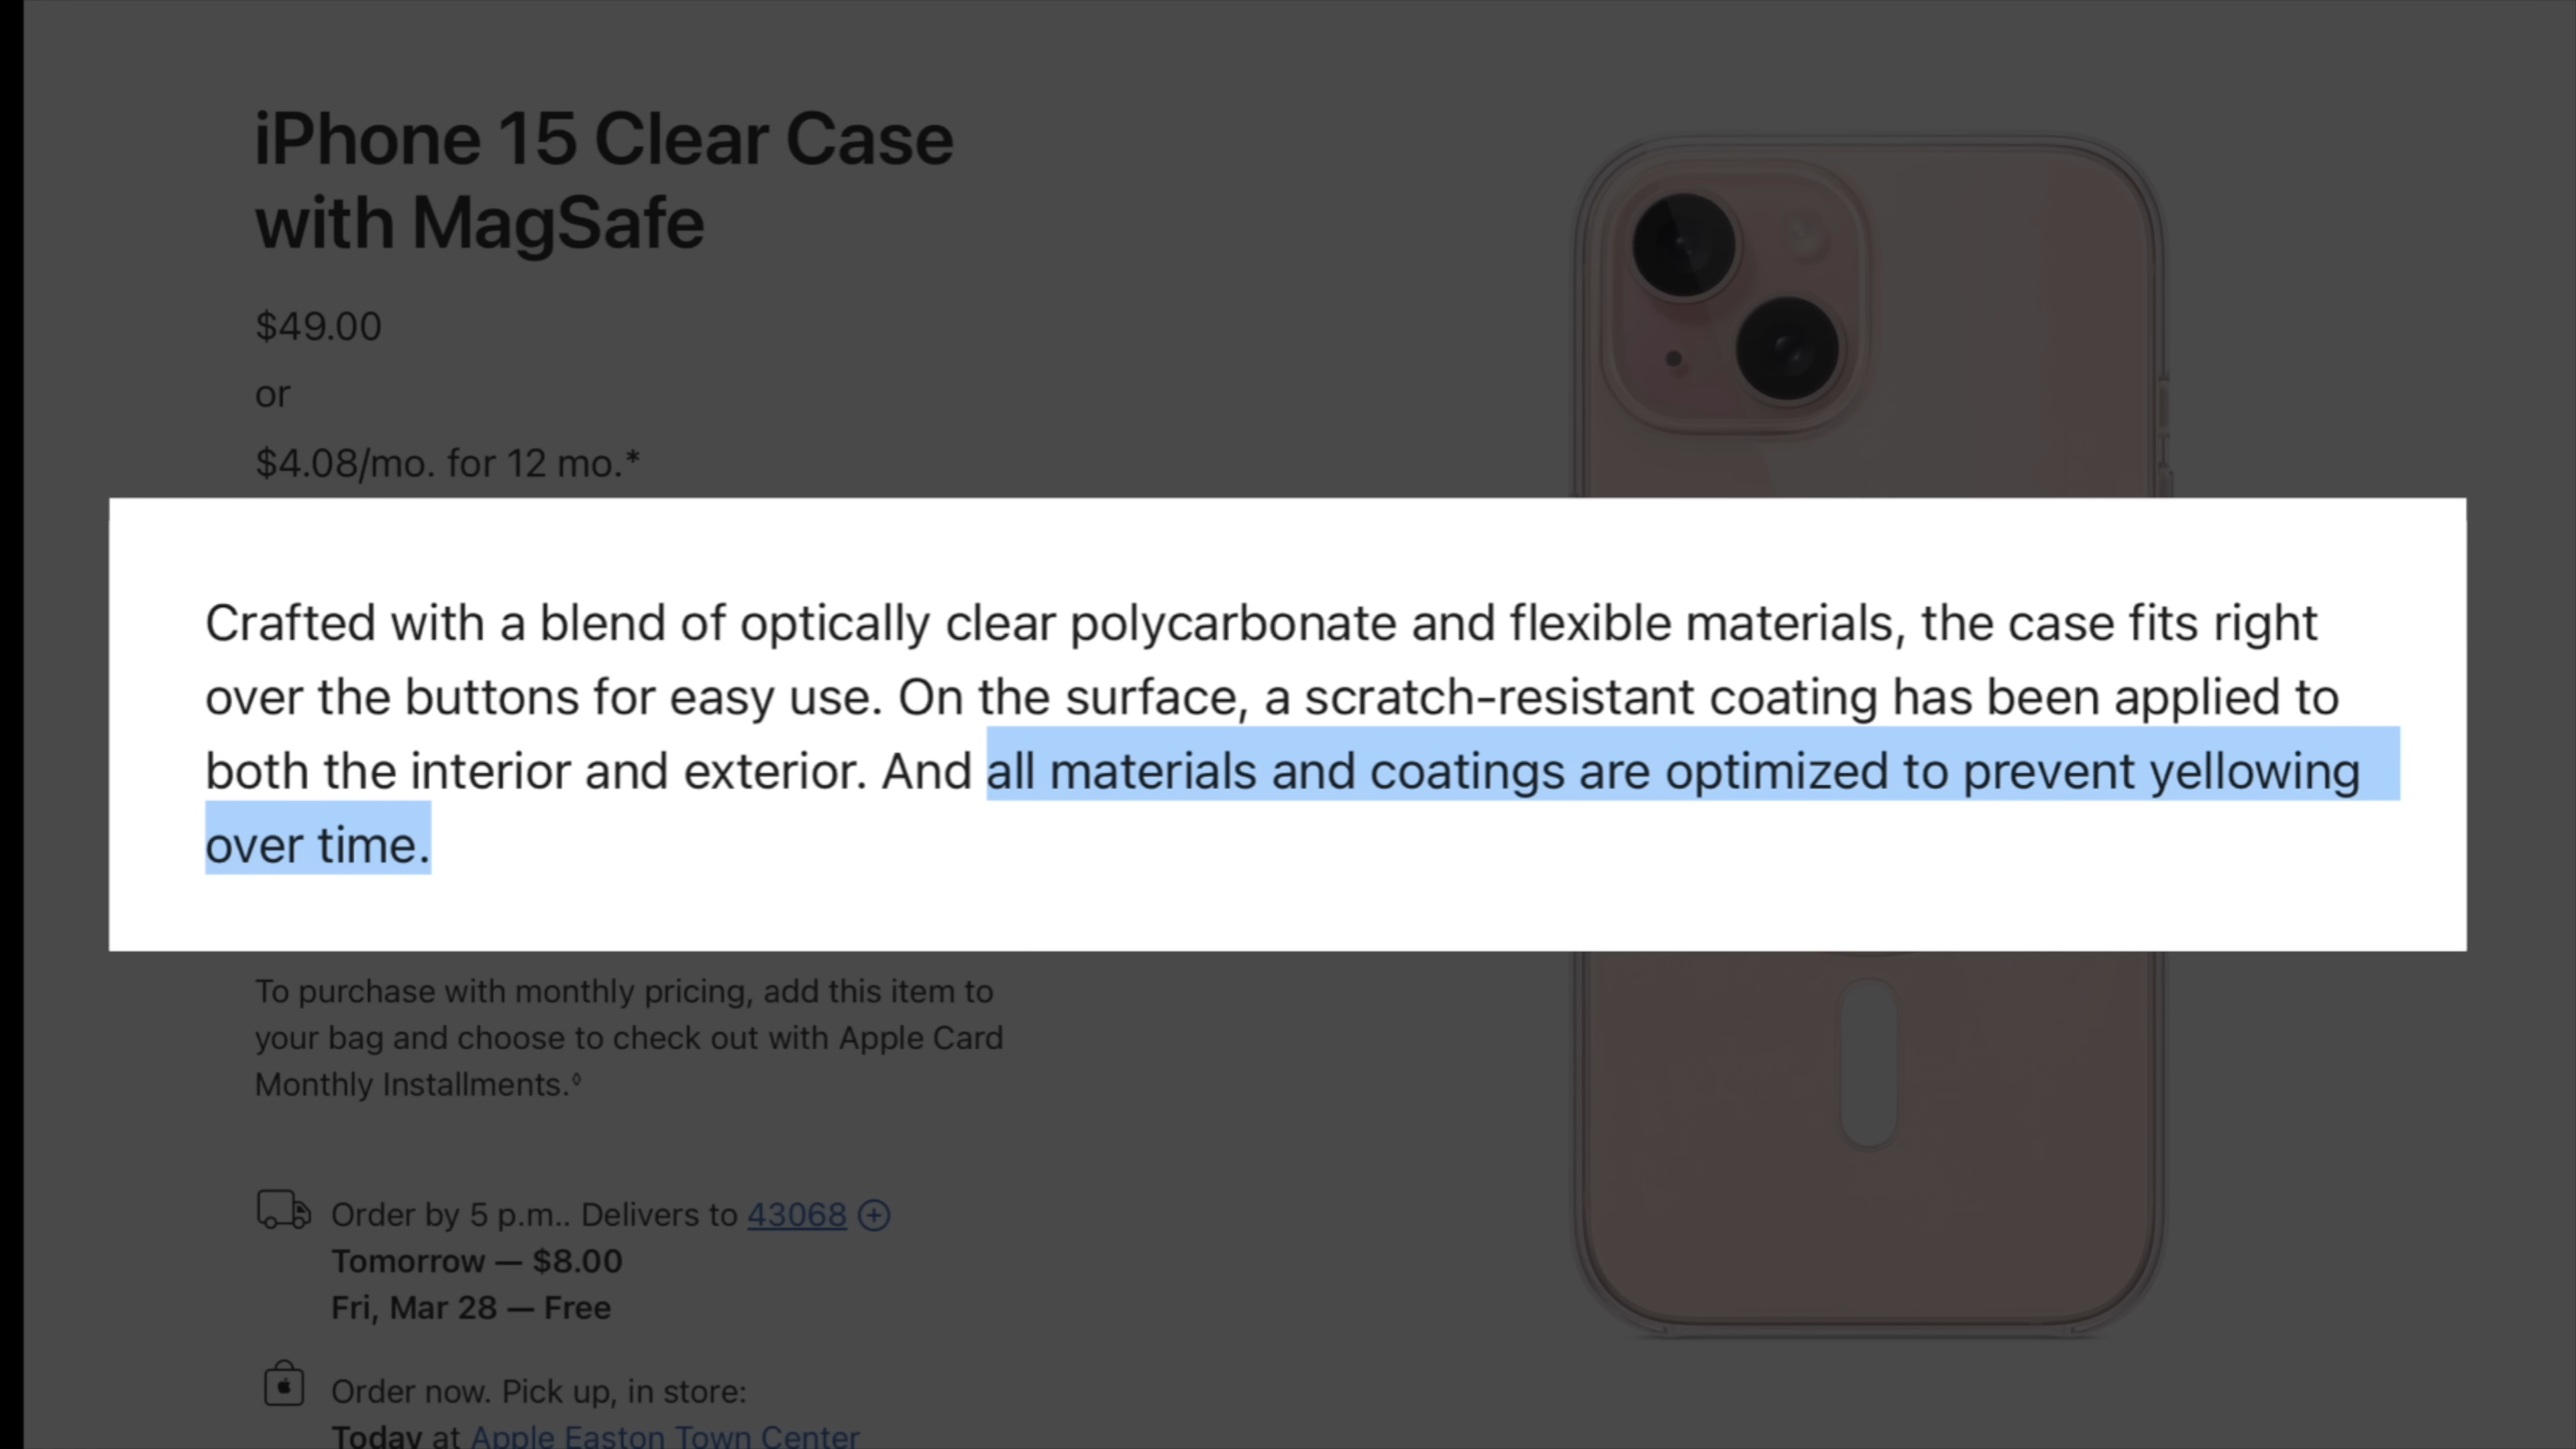 iPhone 15 Clear Case
with MagSafe
$49.00
or
$4.08/mo. for 12 mo.*
Crafted with a blend of optically clear polycarbonate and flexible materials, the case fits right
over the buttons for easy use. On the surface, a scratch-resistant coating has been applied to
both the interior and exterior. And all materials and coatings are optimized to prevent yellowing
over time.
To purchase with monthly pricing, add this item to
your bag and choose to check out with Apple Card
Monthly Installments.◊
Order by 5 p.m.. Delivers to 43068
Tomorrow — $8.00
Fri, Mar 28 — Free
Order now. Pick up, in store:
Today at Apple Easton Town Center